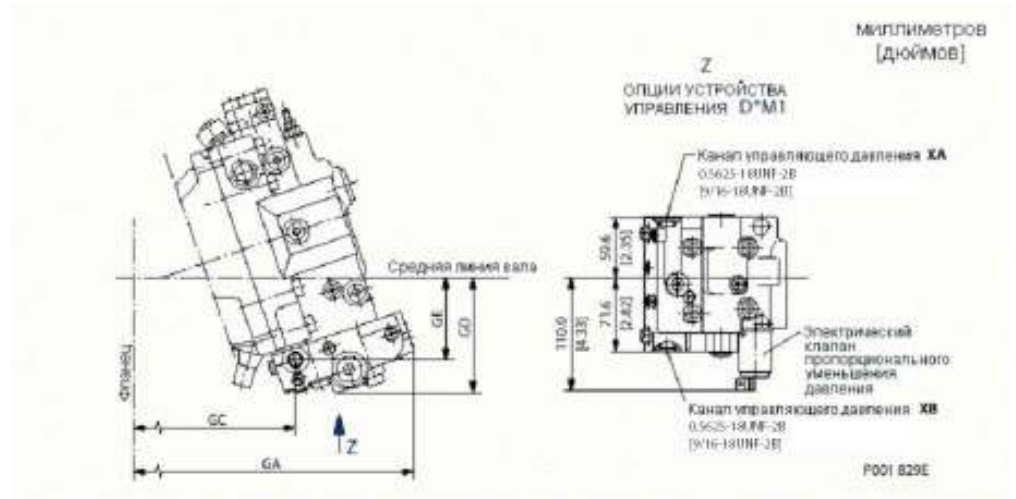 миллиметров
[дюймов]
Z
ОПЦИИ УСТРОЙСТВА
УПРАВЛЕНИЯ D*M1
Канал управляющего давления XA
0.5625-18UNF-2B
[9/16-18UNF-2B]
Средняя линия вала
59.6
[2.35]
71.6
[2.82]
110.0
[4.33]
GE
GD
Фланец
GC
GA
Z
Электрический
клапан
пропорционального
уменьшения
давления
Канал управляющего давления XB
0.5625-18UNF-2B
[9/16-18UNF-2B]
P001 829E